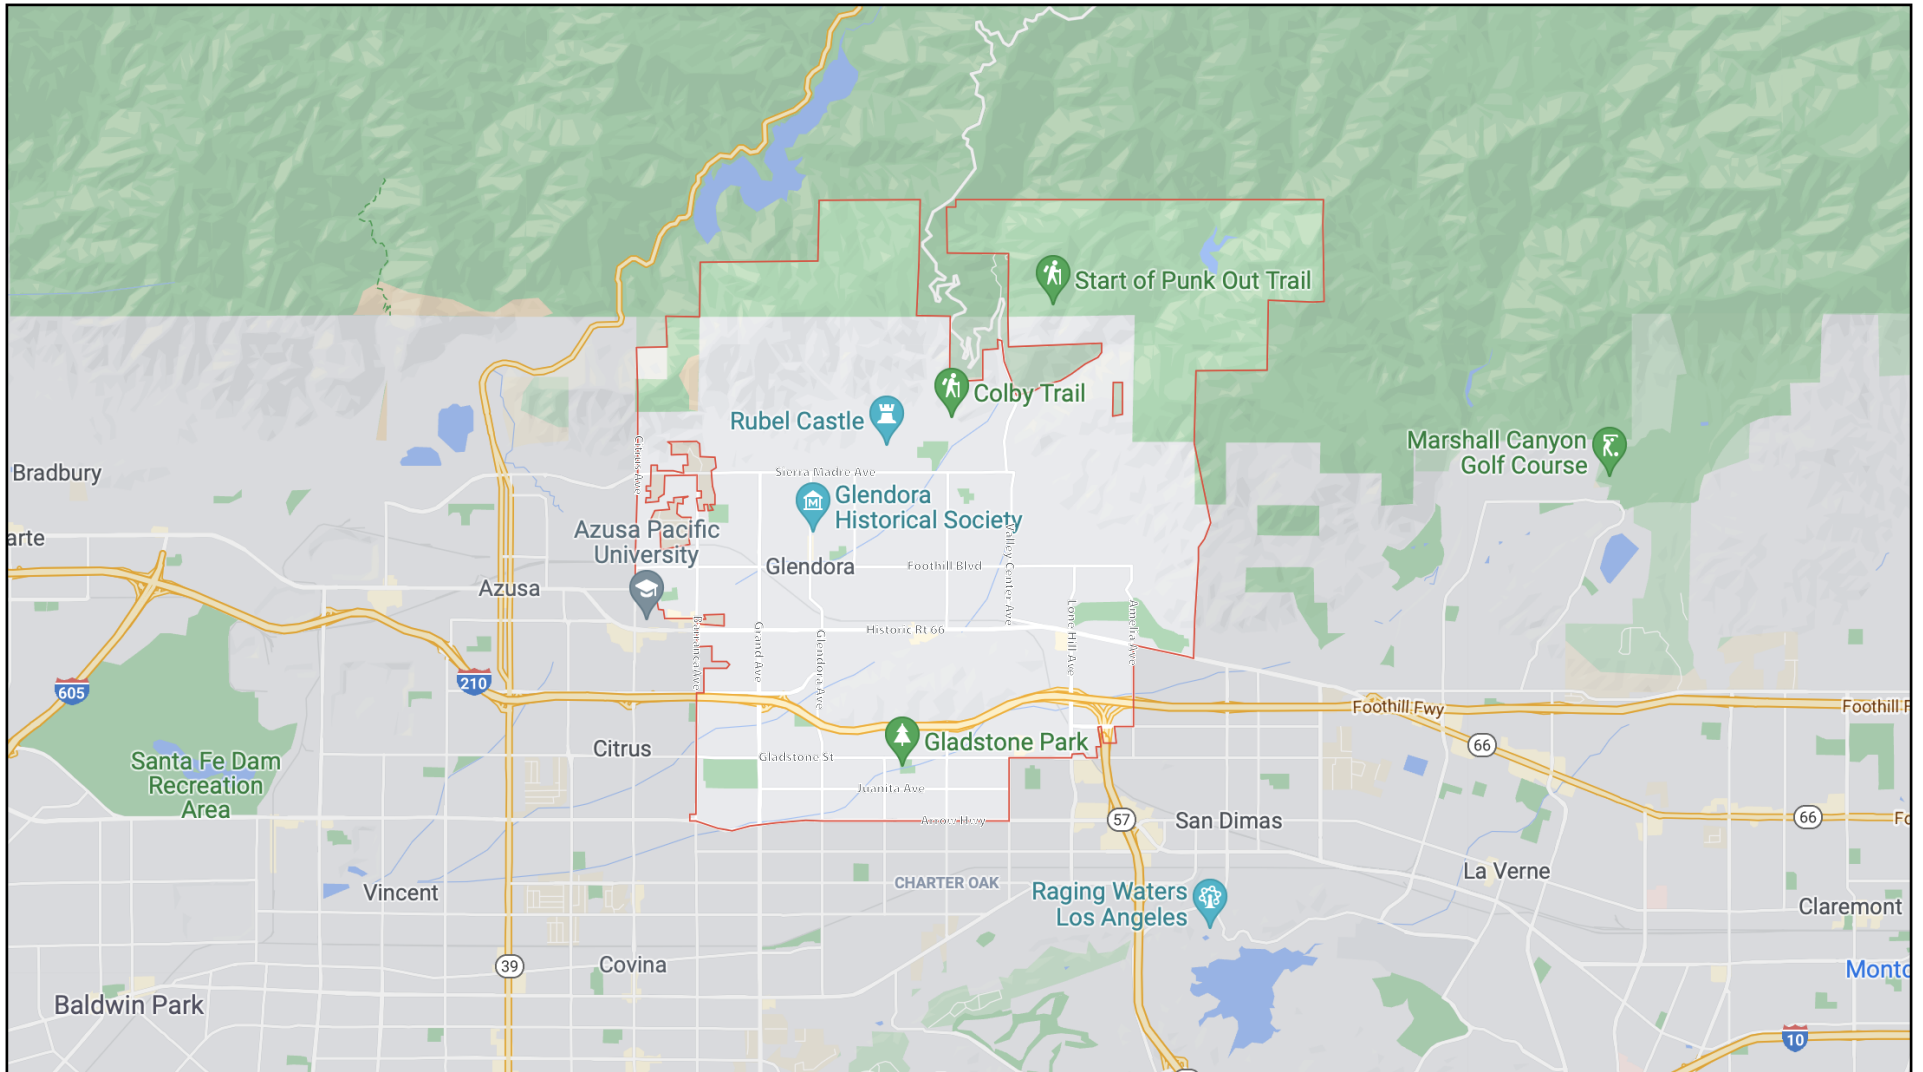 Start of Punk Out Trail
Colby Trail
Rubel Castle
Marshall Canyon
Golf Course
Bradbury
Citrus Ave
Sierra Madre Ave
Glendora
Historical Society
arte
Azusa Pacific
University
Valley Center Ave
Glendora
Foothill Blvd
Azusa
Historic Rt 66
Barranca Ave
Grand Ave
Glendora Ave
Lone Hill Ave
Amelia Ave
605
210
Foothill Fwy
Foothill F
Citrus
Gladstone Park
66
Gladstone St
Santa Fe Dam
Recreation
Area
Juanita Ave
Arrow Hwy
57
San Dimas
66
Fo
La Verne
Vincent
CHARTER OAK
Raging Waters
Los Angeles
Claremont
39
Covina
Montc
Baldwin Park
10